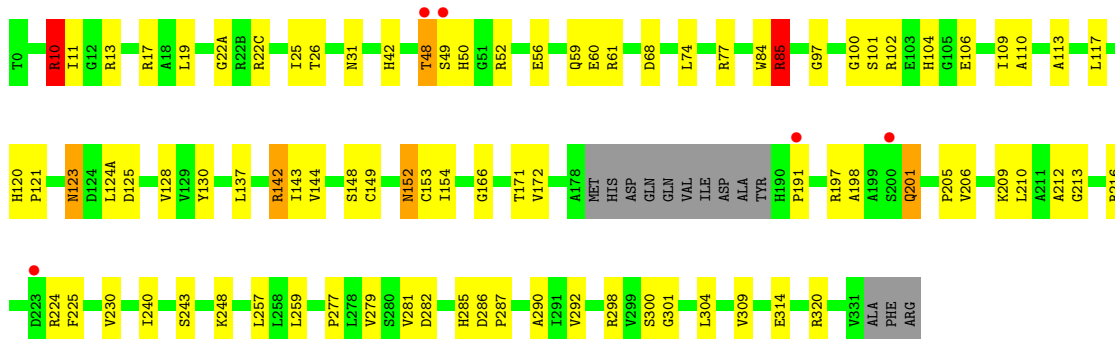 T0 R10 I11 G12 R13 R17 A18 L19 G22A R22B R22C I25 T26 N31 H42 T48 S49 H50 G51 R52 E56 Q59 E60 R61 D68 L74 R77 W84 R85 G97 G100 S101 R102 E103 H104 G105 E106 I109 A110 A113 L117
H120 P121 N123 D124 L124A D125 V128 V129 Y130 L137 R142 I143 V144 S148 C149 N152 C153 I154 G166 T171 V172 A178 MET HIS ASP GLN GLN VAL ILE ASP ALA TYR H190 P191 R197 A198 A199 S200 Q201 P205 V206 K209 L210 A211 A212 G213
D223 R224 F225 V230 I240 S243 K248 L257 L258 L259 P277 L278 V279 S280 V281 D282 H285 D286 P287 A290 I291 V292 R298 V299 S300 G301 L304 V309 E314 R320 V331 ALA PHE ARG